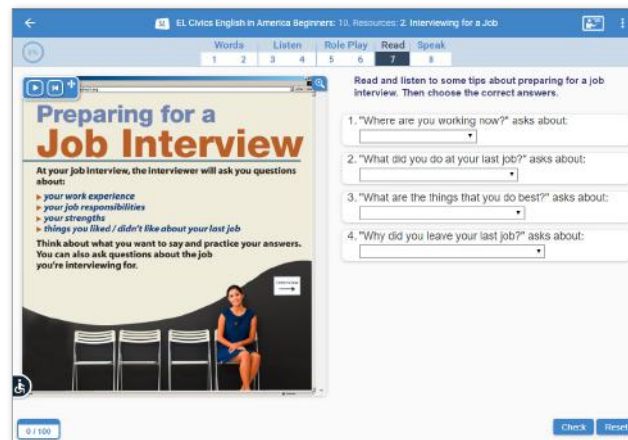 EL Civics English in America Beginners: 10. Resources: 2. Interviewing for a Job
0%
Words Listen Role Play Read Speak
1 2 3 4 5 6 7 8
Preparing for a
Job Interview
At your job interview, the interviewer will ask you questions
about:
your work experience
your job responsibilities
your strengths
things you liked / didn't like about your last job
Think about what you want to say and practice your answers.
You can also ask questions about the job
you're interviewing for.
Read and listen to some tips about preparing for a job
interview. Then choose the correct answers.
1. "Where are you working now?" asks about:
2. "What did you do at your last job?" asks about:
3. "What are the things that you do best?" asks about:
4. "Why did you leave your last job?" asks about:
0 / 100
Check Reset